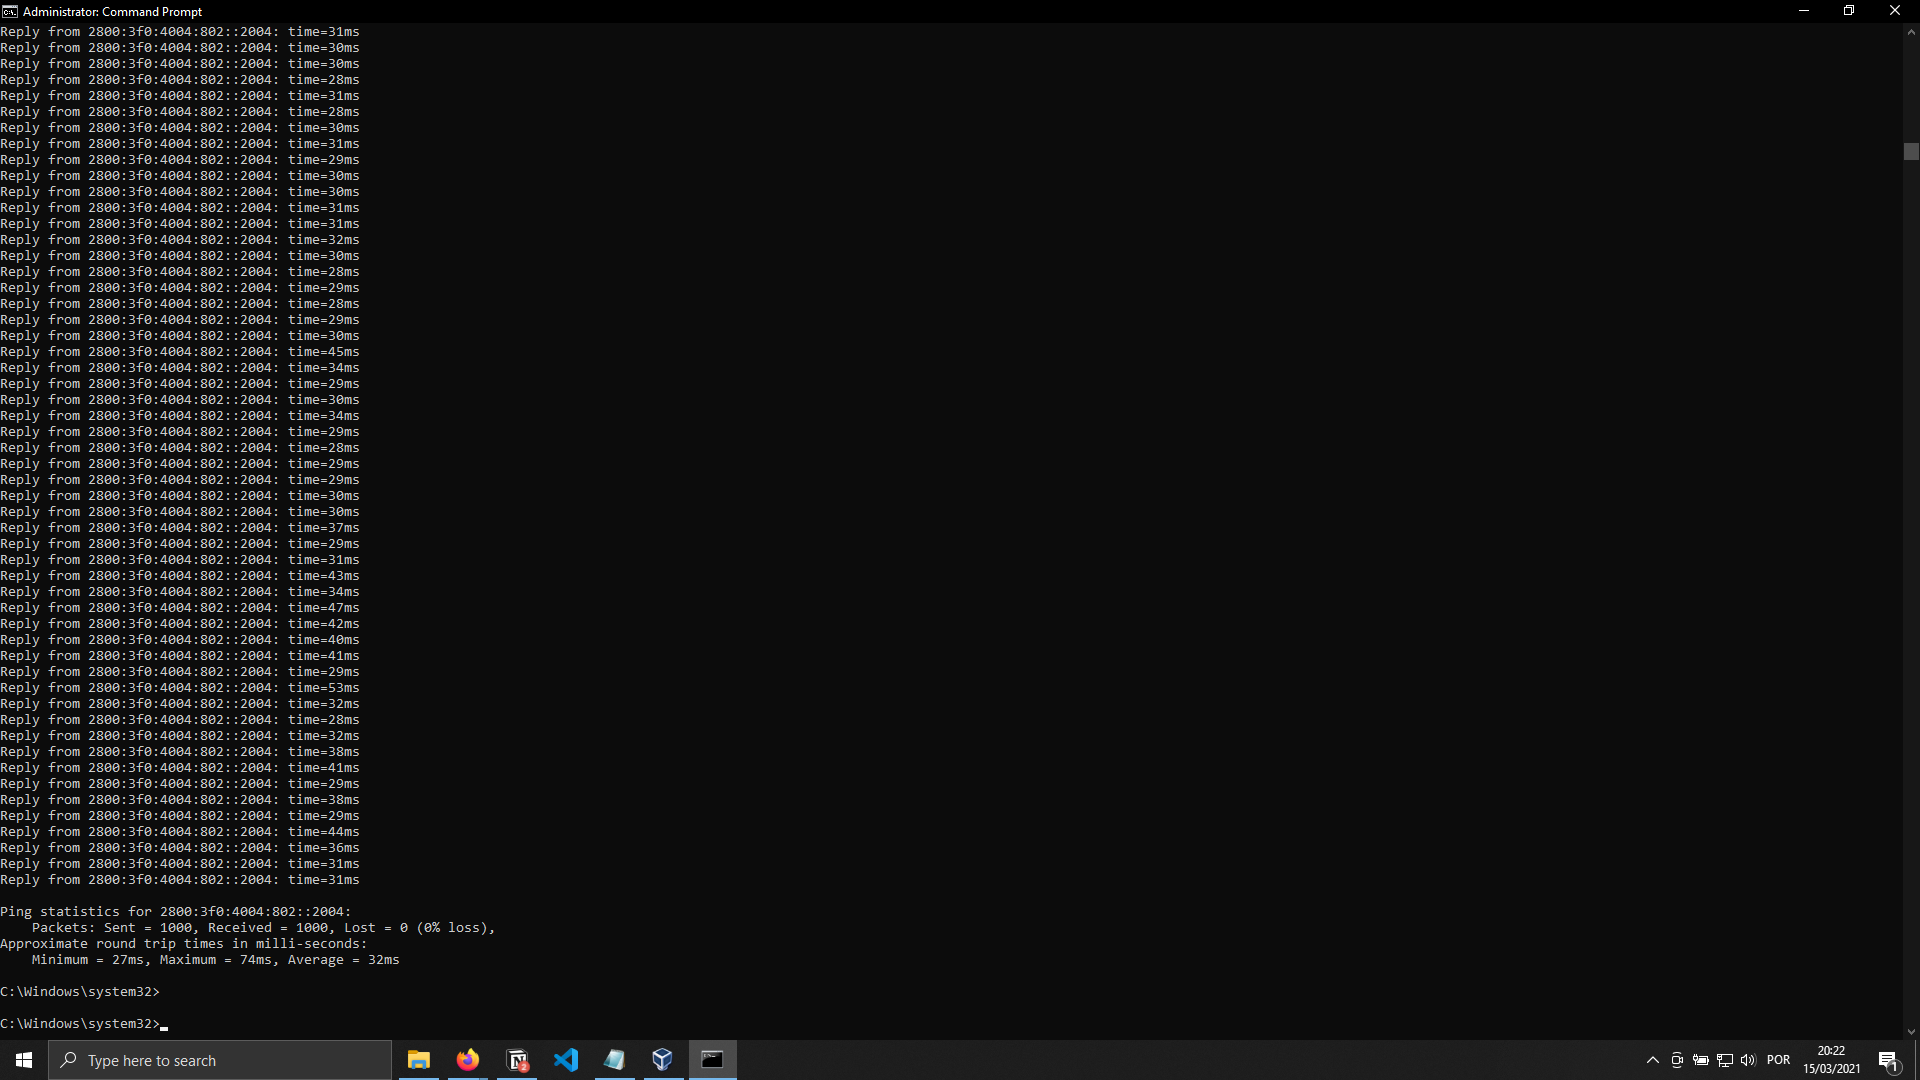 Administrator: Command Prompt
Reply from 2800:3f0:4004:802::2004: time=31ms
Reply from 2800:3f0:4004:802::2004: time=30ms
Reply from 2800:3f0:4004:802::2004: time=30ms
Reply from 2800:3f0:4004:802::2004: time=28ms
Reply from 2800:3f0:4004:802::2004: time=31ms
Reply from 2800:3f0:4004:802::2004: time=28ms
Reply from 2800:3f0:4004:802::2004: time=30ms
Reply from 2800:3f0:4004:802::2004: time=31ms
Reply from 2800:3f0:4004:802::2004: time=29ms
Reply from 2800:3f0:4004:802::2004: time=30ms
Reply from 2800:3f0:4004:802::2004: time=30ms
Reply from 2800:3f0:4004:802::2004: time=31ms
Reply from 2800:3f0:4004:802::2004: time=31ms
Reply from 2800:3f0:4004:802::2004: time=32ms
Reply from 2800:3f0:4004:802::2004: time=30ms
Reply from 2800:3f0:4004:802::2004: time=28ms
Reply from 2800:3f0:4004:802::2004: time=29ms
Reply from 2800:3f0:4004:802::2004: time=28ms
Reply from 2800:3f0:4004:802::2004: time=29ms
Reply from 2800:3f0:4004:802::2004: time=30ms
Reply from 2800:3f0:4004:802::2004: time=45ms
Reply from 2800:3f0:4004:802::2004: time=34ms
Reply from 2800:3f0:4004:802::2004: time=29ms
Reply from 2800:3f0:4004:802::2004: time=30ms
Reply from 2800:3f0:4004:802::2004: time=34ms
Reply from 2800:3f0:4004:802::2004: time=29ms
Reply from 2800:3f0:4004:802::2004: time=28ms
Reply from 2800:3f0:4004:802::2004: time=29ms
Reply from 2800:3f0:4004:802::2004: time=29ms
Reply from 2800:3f0:4004:802::2004: time=30ms
Reply from 2800:3f0:4004:802::2004: time=30ms
Reply from 2800:3f0:4004:802::2004: time=37ms
Reply from 2800:3f0:4004:802::2004: time=29ms
Reply from 2800:3f0:4004:802::2004: time=31ms
Reply from 2800:3f0:4004:802::2004: time=43ms
Reply from 2800:3f0:4004:802::2004: time=34ms
Reply from 2800:3f0:4004:802::2004: time=47ms
Reply from 2800:3f0:4004:802::2004: time=42ms
Reply from 2800:3f0:4004:802::2004: time=40ms
Reply from 2800:3f0:4004:802::2004: time=41ms
Reply from 2800:3f0:4004:802::2004: time=29ms
Reply from 2800:3f0:4004:802::2004: time=53ms
Reply from 2800:3f0:4004:802::2004: time=32ms
Reply from 2800:3f0:4004:802::2004: time=28ms
Reply from 2800:3f0:4004:802::2004: time=32ms
Reply from 2800:3f0:4004:802::2004: time=38ms
Reply from 2800:3f0:4004:802::2004: time=41ms
Reply from 2800:3f0:4004:802::2004: time=29ms
Reply from 2800:3f0:4004:802::2004: time=38ms
Reply from 2800:3f0:4004:802::2004: time=29ms
Reply from 2800:3f0:4004:802::2004: time=44ms
Reply from 2800:3f0:4004:802::2004: time=36ms
Reply from 2800:3f0:4004:802::2004: time=31ms
Reply from 2800:3f0:4004:802::2004: time=31ms
Ping statistics for 2800:3f0:4004:802::2004:
    Packets: Sent = 1000, Received = 1000, Lost = 0 (0% loss),
Approximate round trip times in milli-seconds:
    Minimum = 27ms, Maximum = 74ms, Average = 32ms
C:\Windows\system32>
C:\Windows\system32>
Type here to search
2
POR
20:22
15/03/2021
1